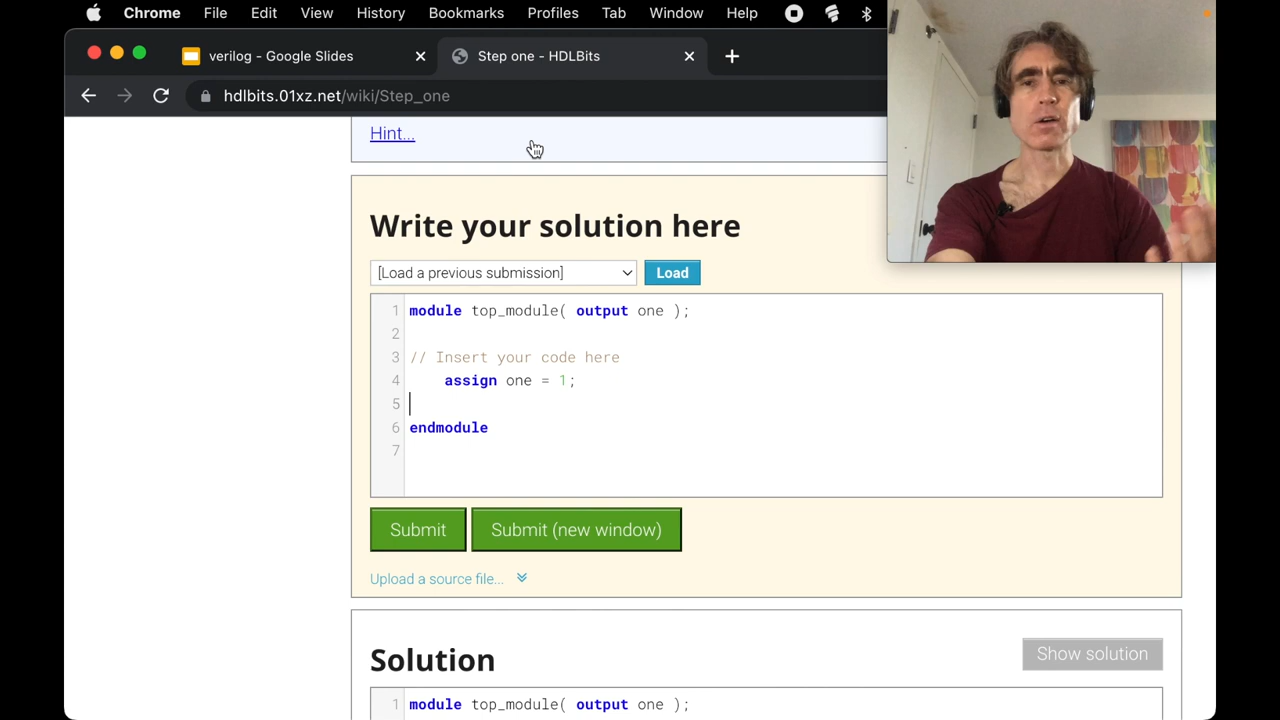 Chrome File Edit View History Bookmarks Profiles Tab Window Help
verilog - Google Slides
Step one - HDLBits
hdlbits.01xz.net/wiki/Step_one
Hint...
Write your solution here
[Load a previous submission] Load
1 module top_module( output one );
2
3 // Insert your code here
4 assign one = 1;
5
6 endmodule
7
Submit Submit (new window)
Upload a source file...
Solution Show solution
1 module top_module( output one );